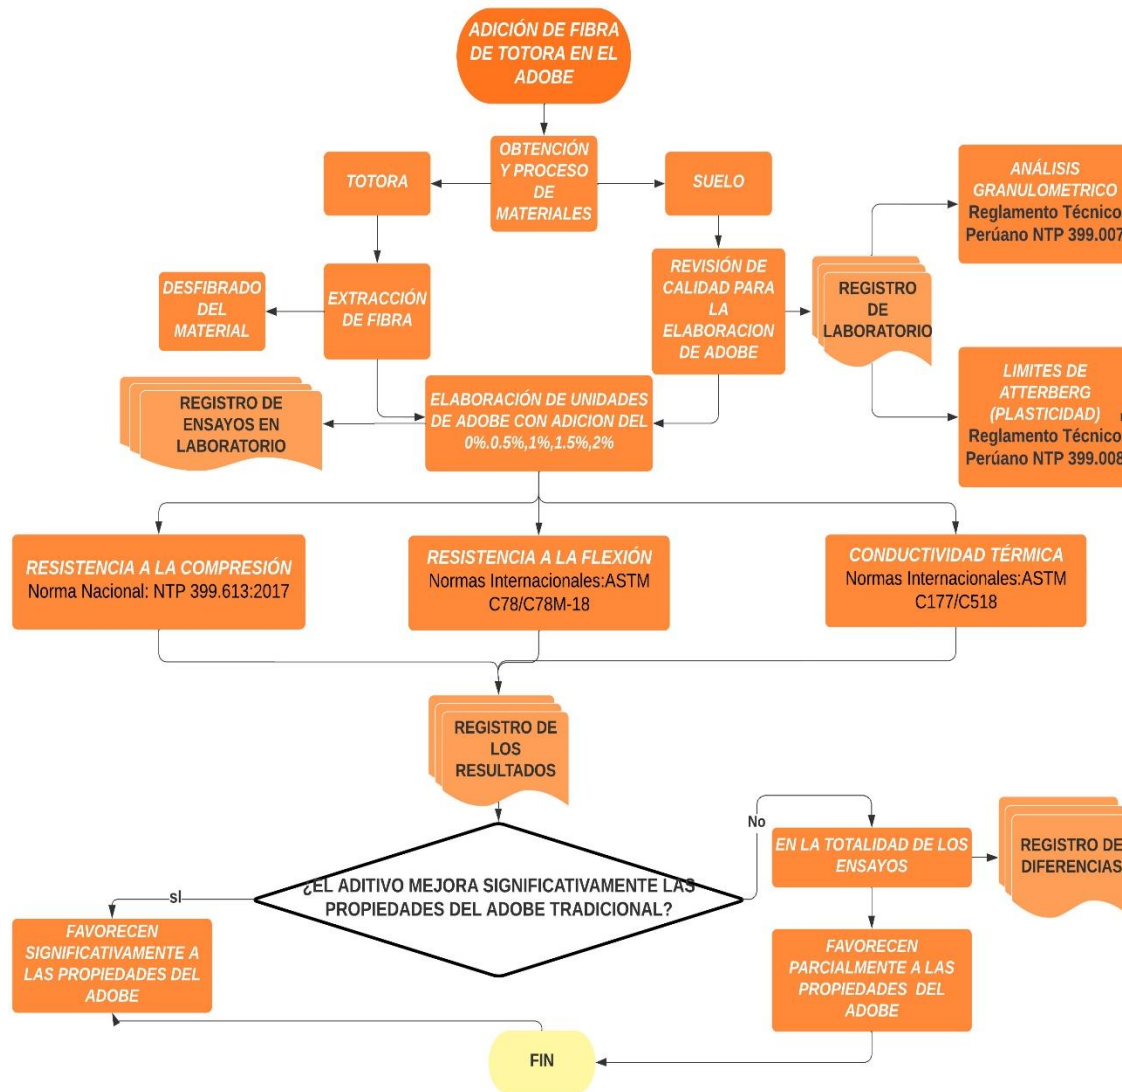 ADICIÓN DE FIBRA
DE TOTORA EN EL
ADOBE
OBTENCIÓN
Y PROCESO
DE
MATERIALES
TOTORA
SUELO
ANÁLISIS
GRANULOMETRICO
Reglamento Técnico
Perúano NTP 399.007
DESFIBRADO
DEL
MATERIAL
EXTRACCIÓN
DE FIBRA
REVISIÓN DE
CALIDAD PARA
LA
ELABORACION
DE ADOBE
REGISTRO
DE
LABORATORIO
LIMITES DE
ATTERBERG
(PLASTICIDAD)
Reglamento Técnico
Perúano NTP 399.008
REGISTRO DE
ENSAYOS EN
LABORATORIO
ELABORACIÓN DE UNIDADES
DE ADOBE CON ADICION DEL
0%.0.5%,1%,1.5%,2%
RESISTENCIA A LA COMPRESIÓN
Norma Nacional: NTP 399.613:2017
RESISTENCIA A LA FLEXIÓN
Normas Internacionales:ASTM
C78/C78M-18
CONDUCTIVIDAD TÉRMICA
Normas Internacionales:ASTM
C177/C518
REGISTRO DE
LOS
RESULTADOS
¿EL ADITIVO MEJORA SIGNIFICATIVAMENTE LAS
PROPIEDADES DEL ADOBE TRADICIONAL?
No
EN LA TOTALIDAD DE LOS
ENSAYOS
REGISTRO DE
DIFERENCIAS
sI
FAVORECEN
SIGNIFICATIVAMENTE A
LAS PROPIEDADES DEL
ADOBE
FAVORECEN
PARCIALMENTE A LAS
PROPIEDADES DEL
ADOBE
FIN